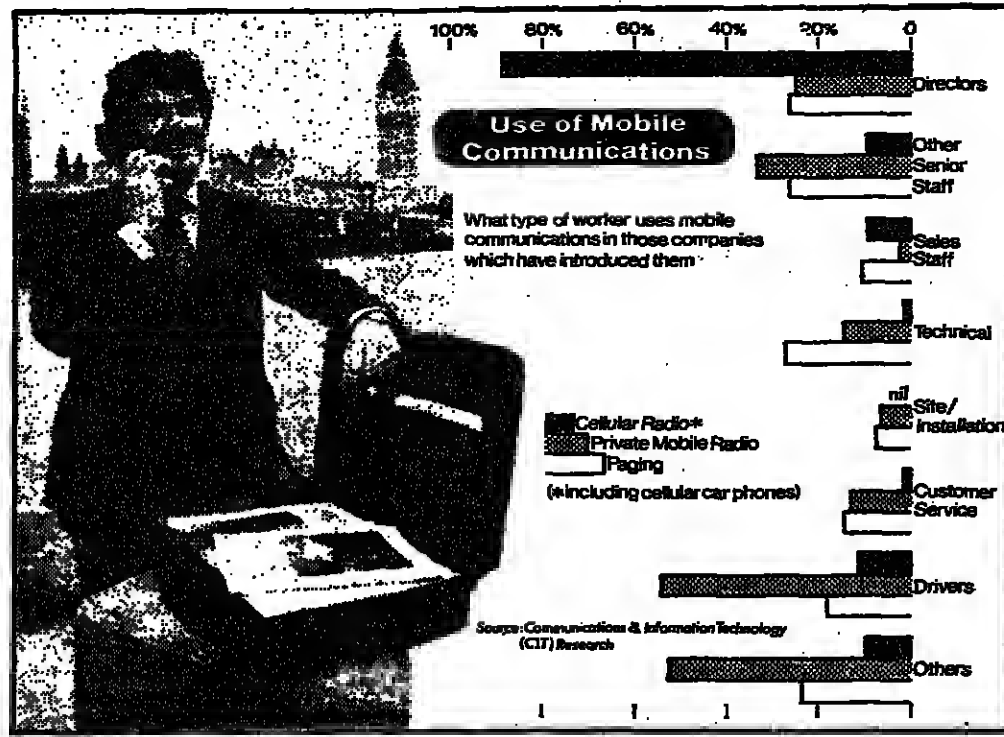 100% 80% 60% 40% 20% 0
Directors
Use of Mobile
Communications
Other
Senior
Staff
What type of worker uses mobile
communications in those companies
which have introduced them
Sales
Staff
Technical
nil
Site/
installation
Cellular Radio*
Private Mobile Radio
Paging
(*including cellular car phones)
Customer
Service
Drivers
Source: Communications & Information Technology
(CIT) Research
Others
20% 0